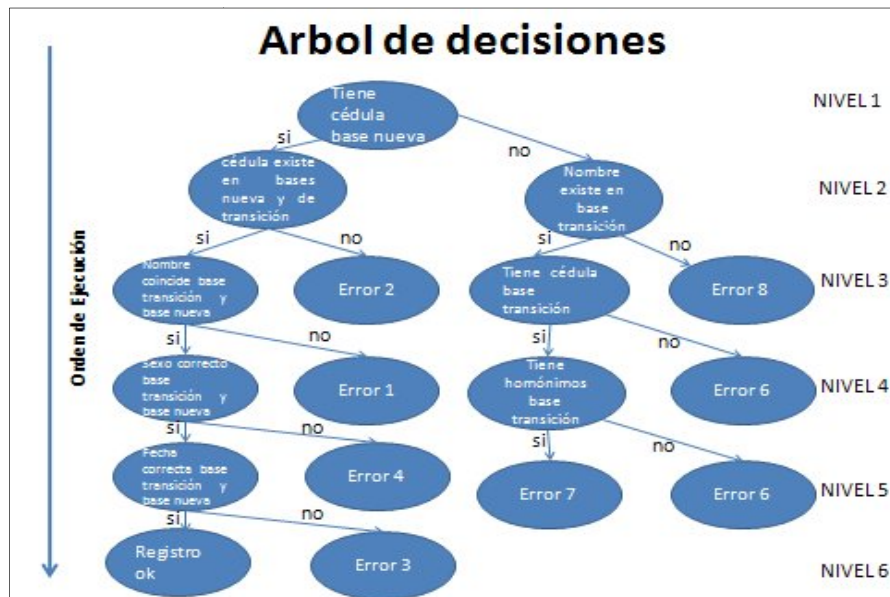 Arbol de decisiones
Orden de Ejecución
Tiene
cédula
base nueva
NIVEL 1
si
no
cédula existe
en bases
nueva y de
transición
Nombre
existe en
base
transición
NIVEL 2
si
no
si
no
Nombre
coincide base
transición y
base nueva
Error 2
Tiene cédula
base
transición
Error 8
NIVEL 3
si
no
si
no
Sexo correcto
base
transición y
base nueva
Error 1
Tiene
homónimos
base
transición
Error 6
NIVEL 4
si
no
si
no
Fecha
correcta base
transición y
base nueva
Error 4
Error 7
Error 6
NIVEL 5
si
no
Registro
ok
Error 3
NIVEL 6